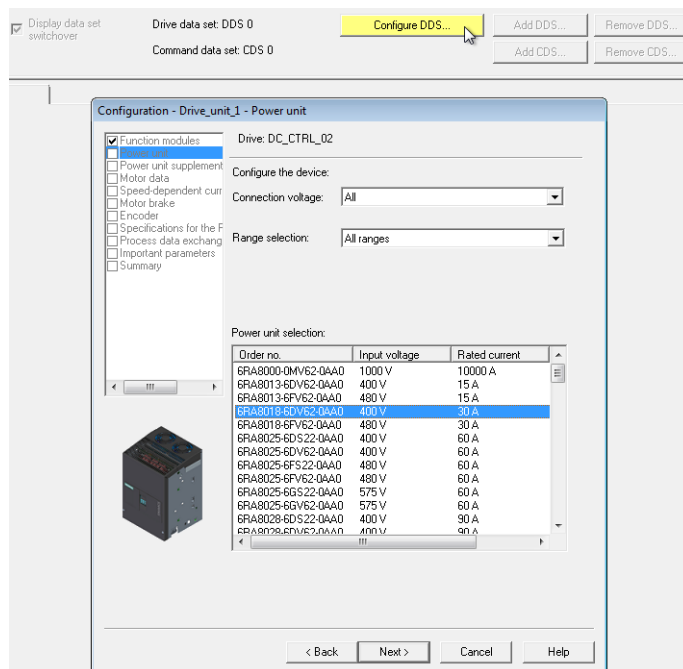 Display data set
switchover
Drive data set: DDS 0
Configure DDS...
Add DDS...
Remove DDS...
Command data set: CDS 0
Add CDS...
Remove CDS...
Configuration - Drive_unit_1 - Power unit
Function modules
Power unit supplement
Motor data
Speed-dependent curr
Motor brake
Encoder
Specifications for the F
Process data exchang
Important parameters
Summary
Drive: DC_CTRL_02
Configure the device:
Connection voltage: All
Range selection: All ranges
Power unit selection:
Order no. Input voltage Rated current
6RA8000-0MV62-0AA0 1000 V 10000 A
6RA8013-6DV62-0AA0 400 V 15 A
6RA8013-6FV62-0AA0 480 V 15 A
6RA8018-6DV62-0AA0 400 V 30 A
6RA8018-6FV62-0AA0 480 V 30 A
6RA8025-6DS22-0AA0 400 V 60 A
6RA8025-6DV62-0AA0 400 V 60 A
6RA8025-6FS22-0AA0 480 V 60 A
6RA8025-6FV62-0AA0 480 V 60 A
6RA8025-6GS22-0AA0 575 V 60 A
6RA8025-6GV62-0AA0 575 V 60 A
6RA8028-6DS22-0AA0 400 V 90 A
6RA8028-6DV62-0AA0 400 V 90 A
< Back
Next >
Cancel
Help